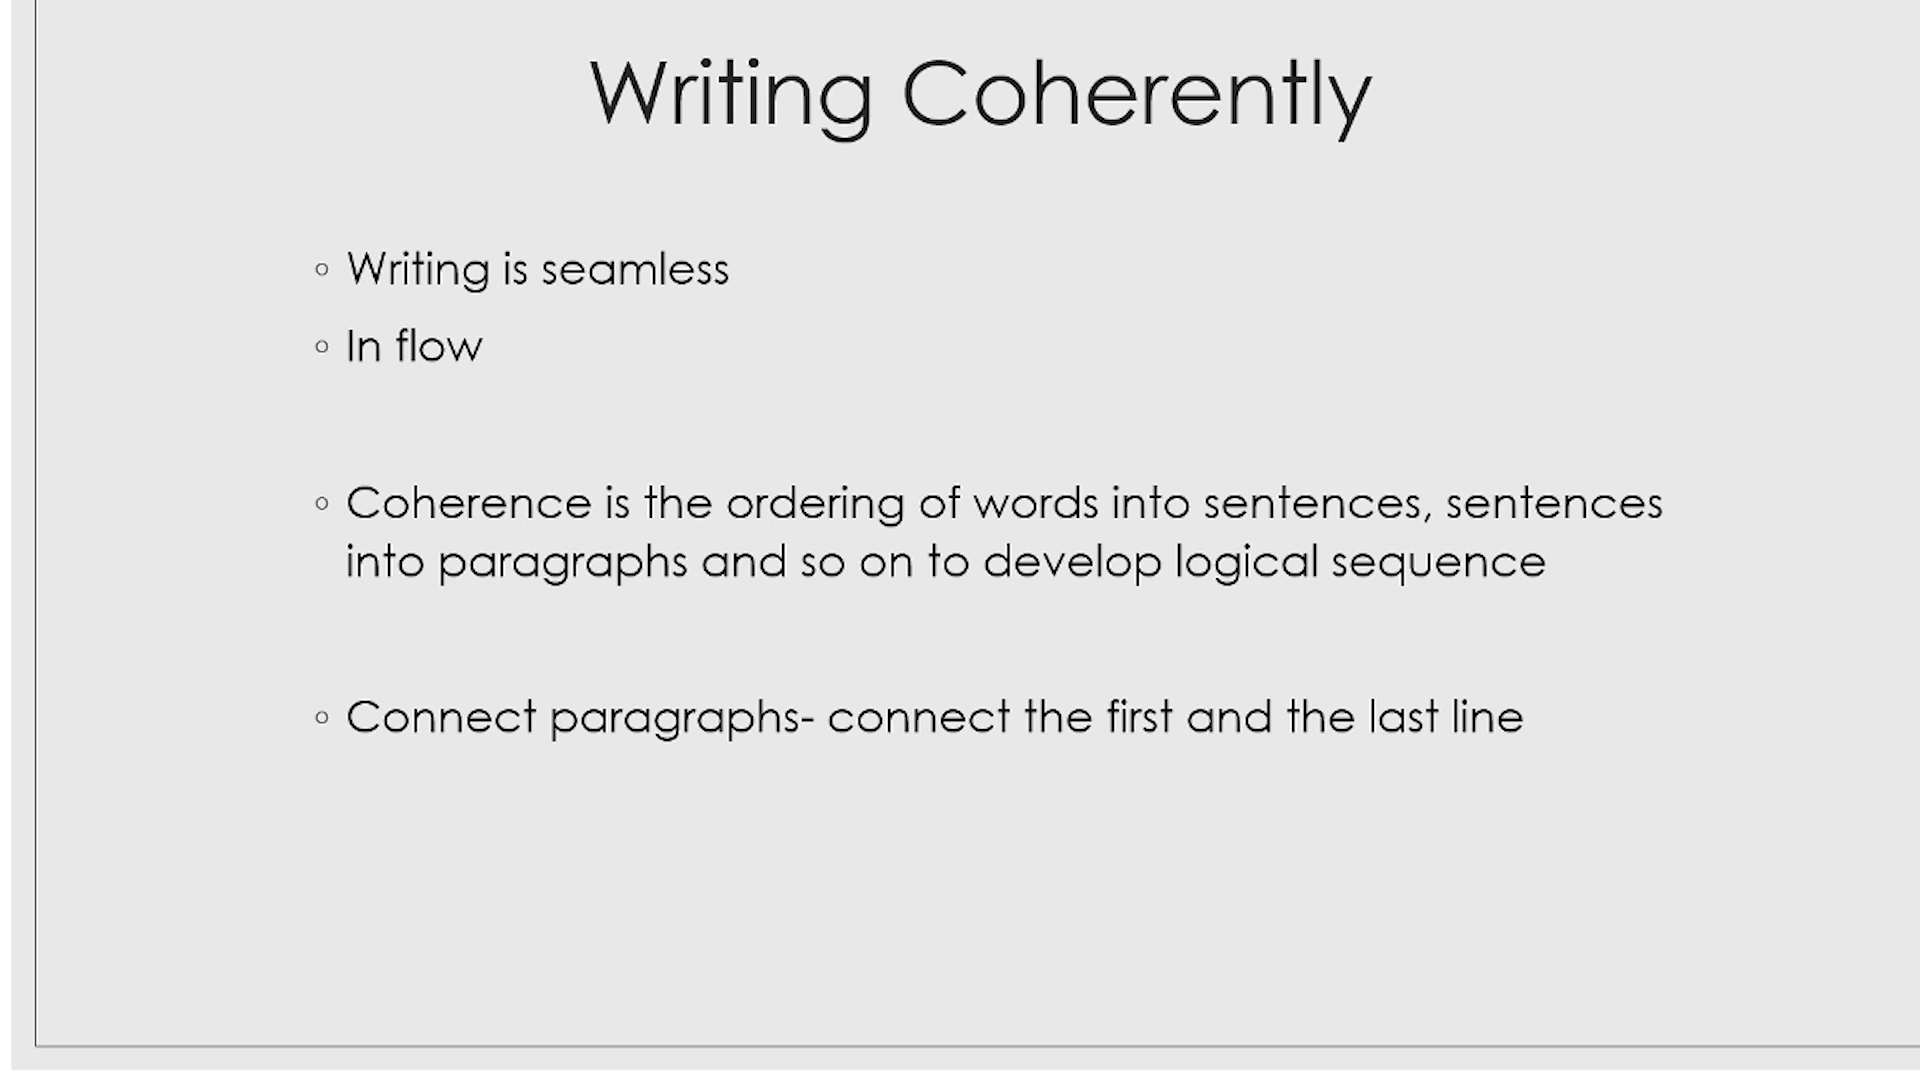 Writing Coherently
◦ Writing is seamless
◦ In flow
◦ Coherence is the ordering of words into sentences, sentences
into paragraphs and so on to develop logical sequence
◦ Connect paragraphs- connect the first and the last line